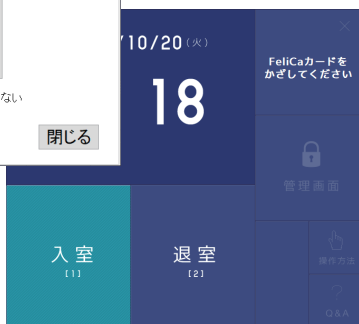 /10/20(火)
18
FeliCaカードを
かざしてください
ない
閉じる
管理画面
入室
[1]
退室
[2]
操作方法
?
Q&A